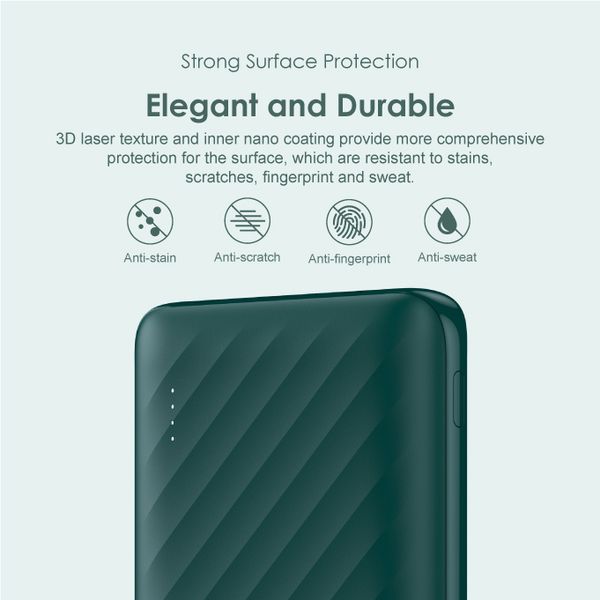 Strong Surface Protection
Elegant and Durable
3D laser texture and inner nano coating provide more comprehensive
protection for the surface, which are resistant to stains,
scratches, fingerprint and sweat.
Anti-stain
Anti-scratch
Anti-fingerprint
Anti-sweat